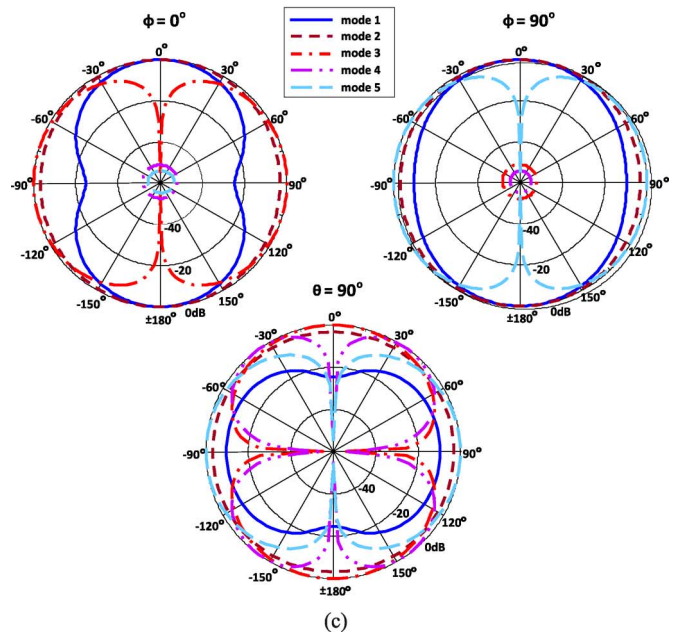 ϕ = 0°
mode 1
mode 2
mode 3
mode 4
mode 5
ϕ = 90°
0°
-30° 30°
-60° 60°
-90° 90°
-120° 120°
-150° 150°
±180° 0dB
-20
-40
0°
-30° 30°
-60° 60°
-90° 90°
-120° 120°
-150° 150°
±180° 0dB
-20
-40
θ = 90°
0°
-30° 30°
-60° 60°
-90° 90°
-120° 120°
-150° 150°
±180°
0dB
-20
-40
(c)